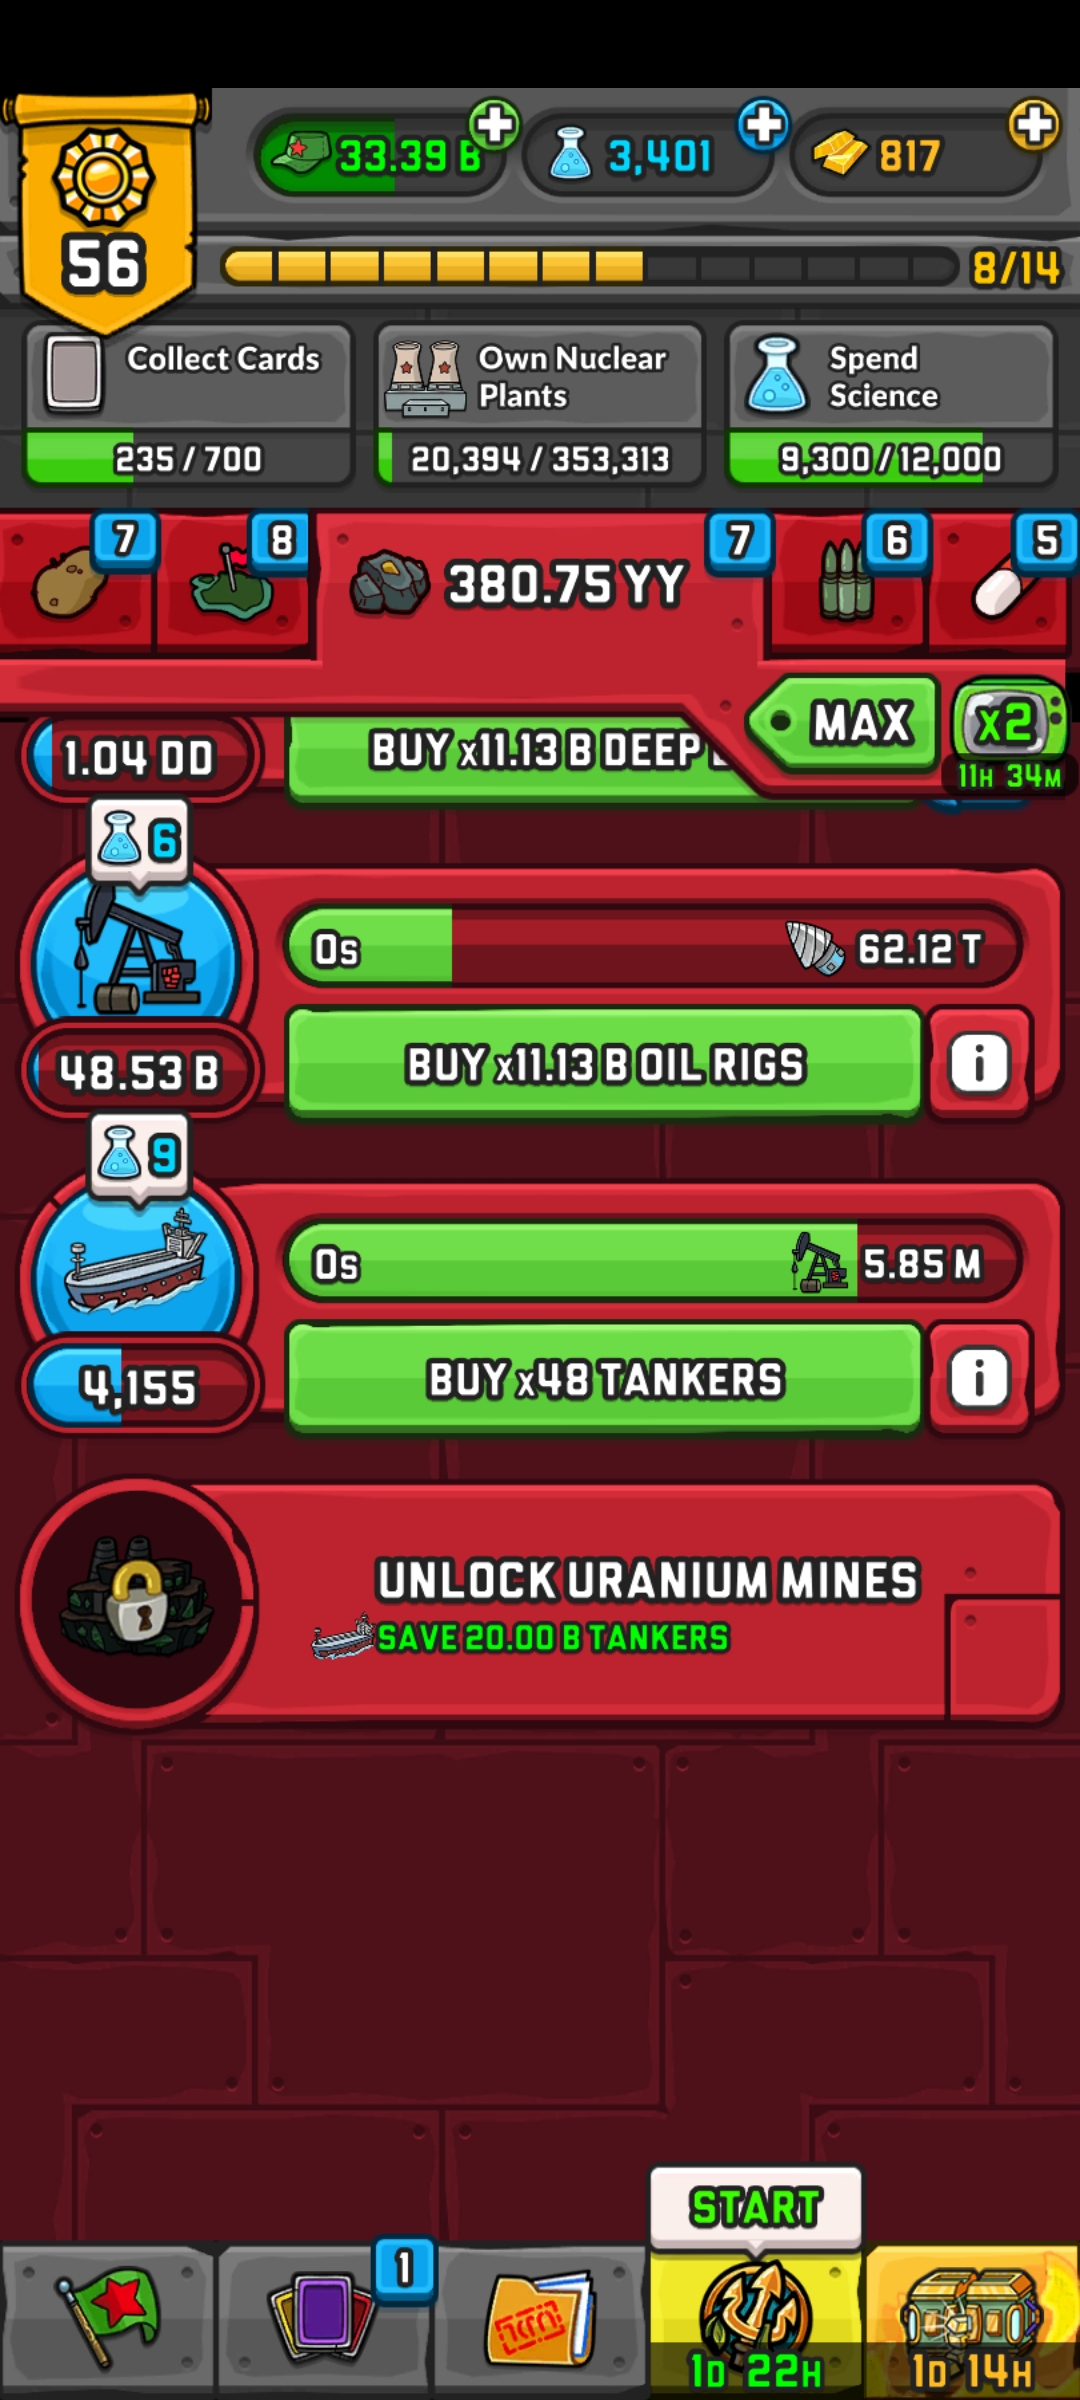 56
33.39 B
3,401
817
8/14
Collect Cards
235 / 700
Own Nuclear
Plants
20,394 / 353,313
Spend
Science
9,300 / 12,000
7
8
380.75 YY
7
6
5
MAX
x2
11H 34M
1.04 DD
BUY x11.13 B DEEP
6
0s
62.12 T
48.53 B
BUY x11.13 B OIL RIGS
i
9
0s
5.85 M
4,155
BUY x48 TANKERS
i
UNLOCK URANIUM MINES
SAVE 20.00 B TANKERS
START
1
1D 22H
1D 14H